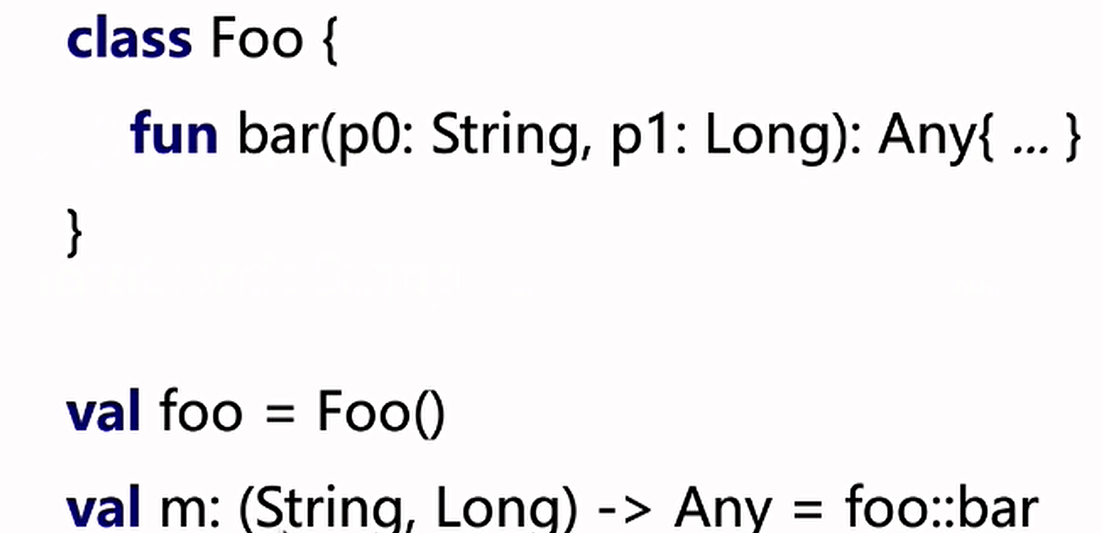 class Foo {
fun bar(p0: String, p1: Long): Any{ ... }
}
val foo = Foo()
val m: (String, Long) -> Any = foo::bar